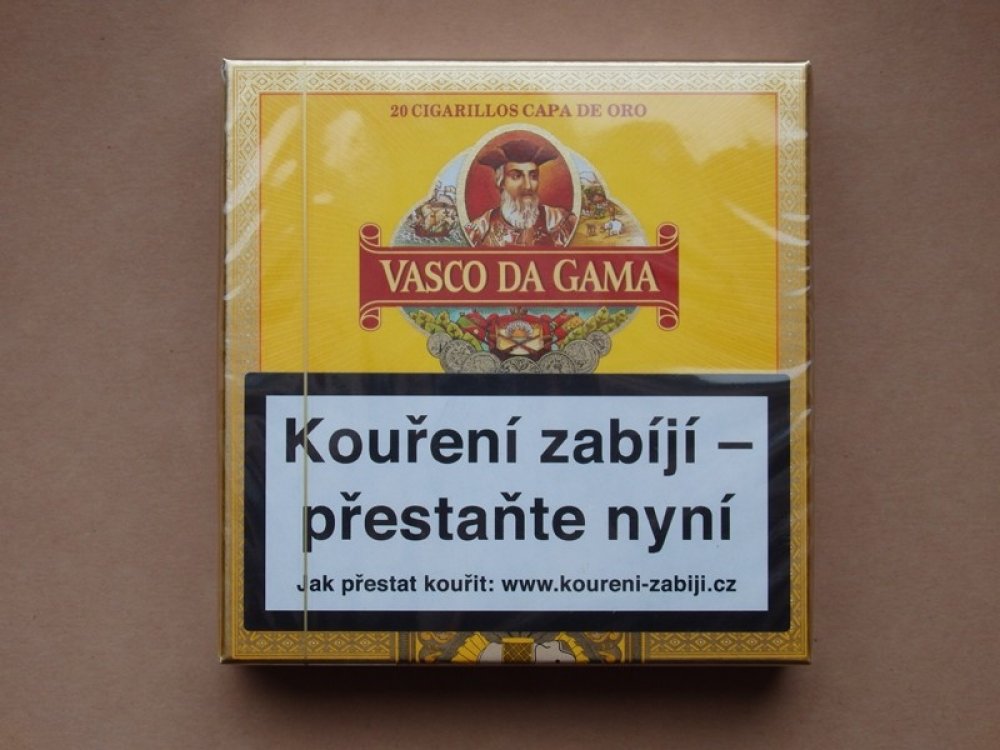 20 CIGARILLOS CAPA DE ORO
VASCO DA GAMA
Kouření zabíjí –
přestaňte nyní
Jak přestat kouřit: www.koureni-zabiji.cz